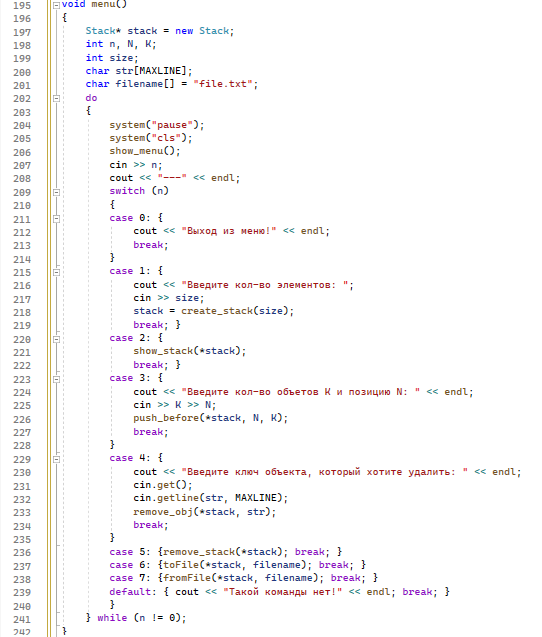 195 void menu()
196 {
197 Stack* stack = new Stack;
198 int n, N, K;
199 int size;
200 char str[MAXLINE];
201 char filename[] = "file.txt";
202 do
203 {
204 system("pause");
205 system("cls");
206 show_menu();
207 cin >> n;
208 cout << "---" << endl;
209 switch (n)
210 {
211 case 0: {
212 cout << "Выход из меню!" << endl;
213 break;
214 }
215 case 1: {
216 cout << "Введите кол-во элементов: ";
217 cin >> size;
218 stack = create_stack(size);
219 break; }
220 case 2: {
221 show_stack(*stack);
222 break; }
223 case 3: {
224 cout << "Введите кол-во объетов K и позицию N: " << endl;
225 cin >> K >> N;
226 push_before(*stack, N, K);
227 break;
228 }
229 case 4: {
230 cout << "Введите ключ объекта, который хотите удалить: " << endl;
231 cin.get();
232 cin.getline(str, MAXLINE);
233 remove_obj(*stack, str);
234 break;
235 }
236 case 5: {remove_stack(*stack); break; }
237 case 6: {toFile(*stack, filename); break; }
238 case 7: {fromFile(*stack, filename); break; }
239 default: { cout << "Такой команды нет!" << endl; break; }
240 }
241 } while (n != 0);
242 }